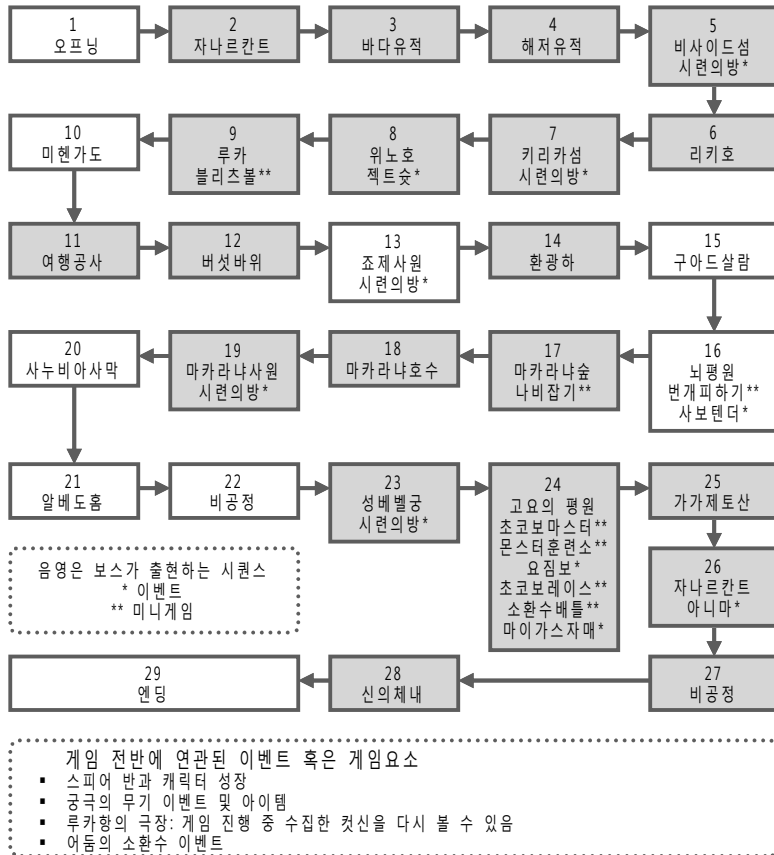 1
오프닝
2
자나르칸트
3
바다유적
4
해저유적
5
비사이드섬
시련의방*
6
리키호
7
키리카섬
시련의방*
8
위노호
젝트슛*
9
루카
블리츠볼**
10
미헨가도
11
여행공사
12
버섯바위
13
죠제사원
시련의방*
14
환광하
15
구아드살람
16
뇌평원
번개피하기**
사보텐더*
17
마카라냐숲
나비잡기**
18
마카라냐호수
19
마카라냐사원
시련의방*
20
사누비아사막
21
알베도홈
22
비공정
23
성베벨궁
시련의방*
24
고요의 평원
초코보마스터**
몬스터훈련소**
요짐보*
초코보레이스**
소환수배틀**
마이가스자매*
25
가가제토산
26
자나르칸트
아니마*
27
비공정
28
신의체내
29
엔딩
음영은 보스가 출현하는 시퀀스
* 이벤트
** 미니게임
게임 전반에 연관된 이벤트 혹은 게임요소
▪ 스피어 반과 캐릭터 성장
▪ 궁극의 무기 이벤트 및 아이템
▪ 루카항의 극장: 게임 진행 중 수집한 컷신을 다시 볼 수 있음
▪ 어둠의 소환수 이벤트